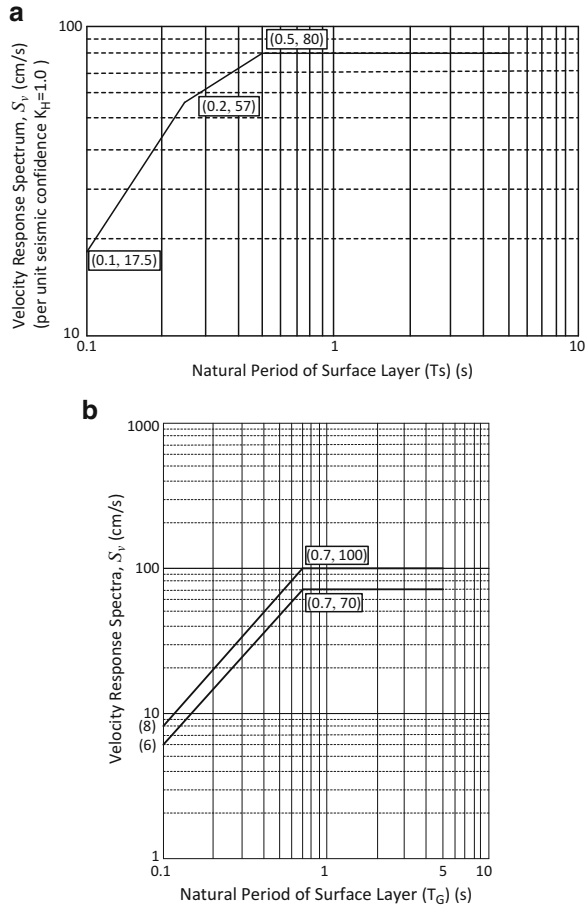 a
100
10
0.1
1
10
(0.5, 80)
(0.2, 57)
(0.1, 17.5)
Velocity Response Spectrum, Sv (cm/s)
(per unit seismic confidence KH=1.0 )
Natural Period of Surface Layer (Ts) (s)
b
1000
100
10
1
(8)
(6)
0.1
1
5
10
(0.7, 100)
(0.7, 70)
Velocity Response Spectra, Sv (cm/s)
Natural Period of Surface Layer (TG) (s)